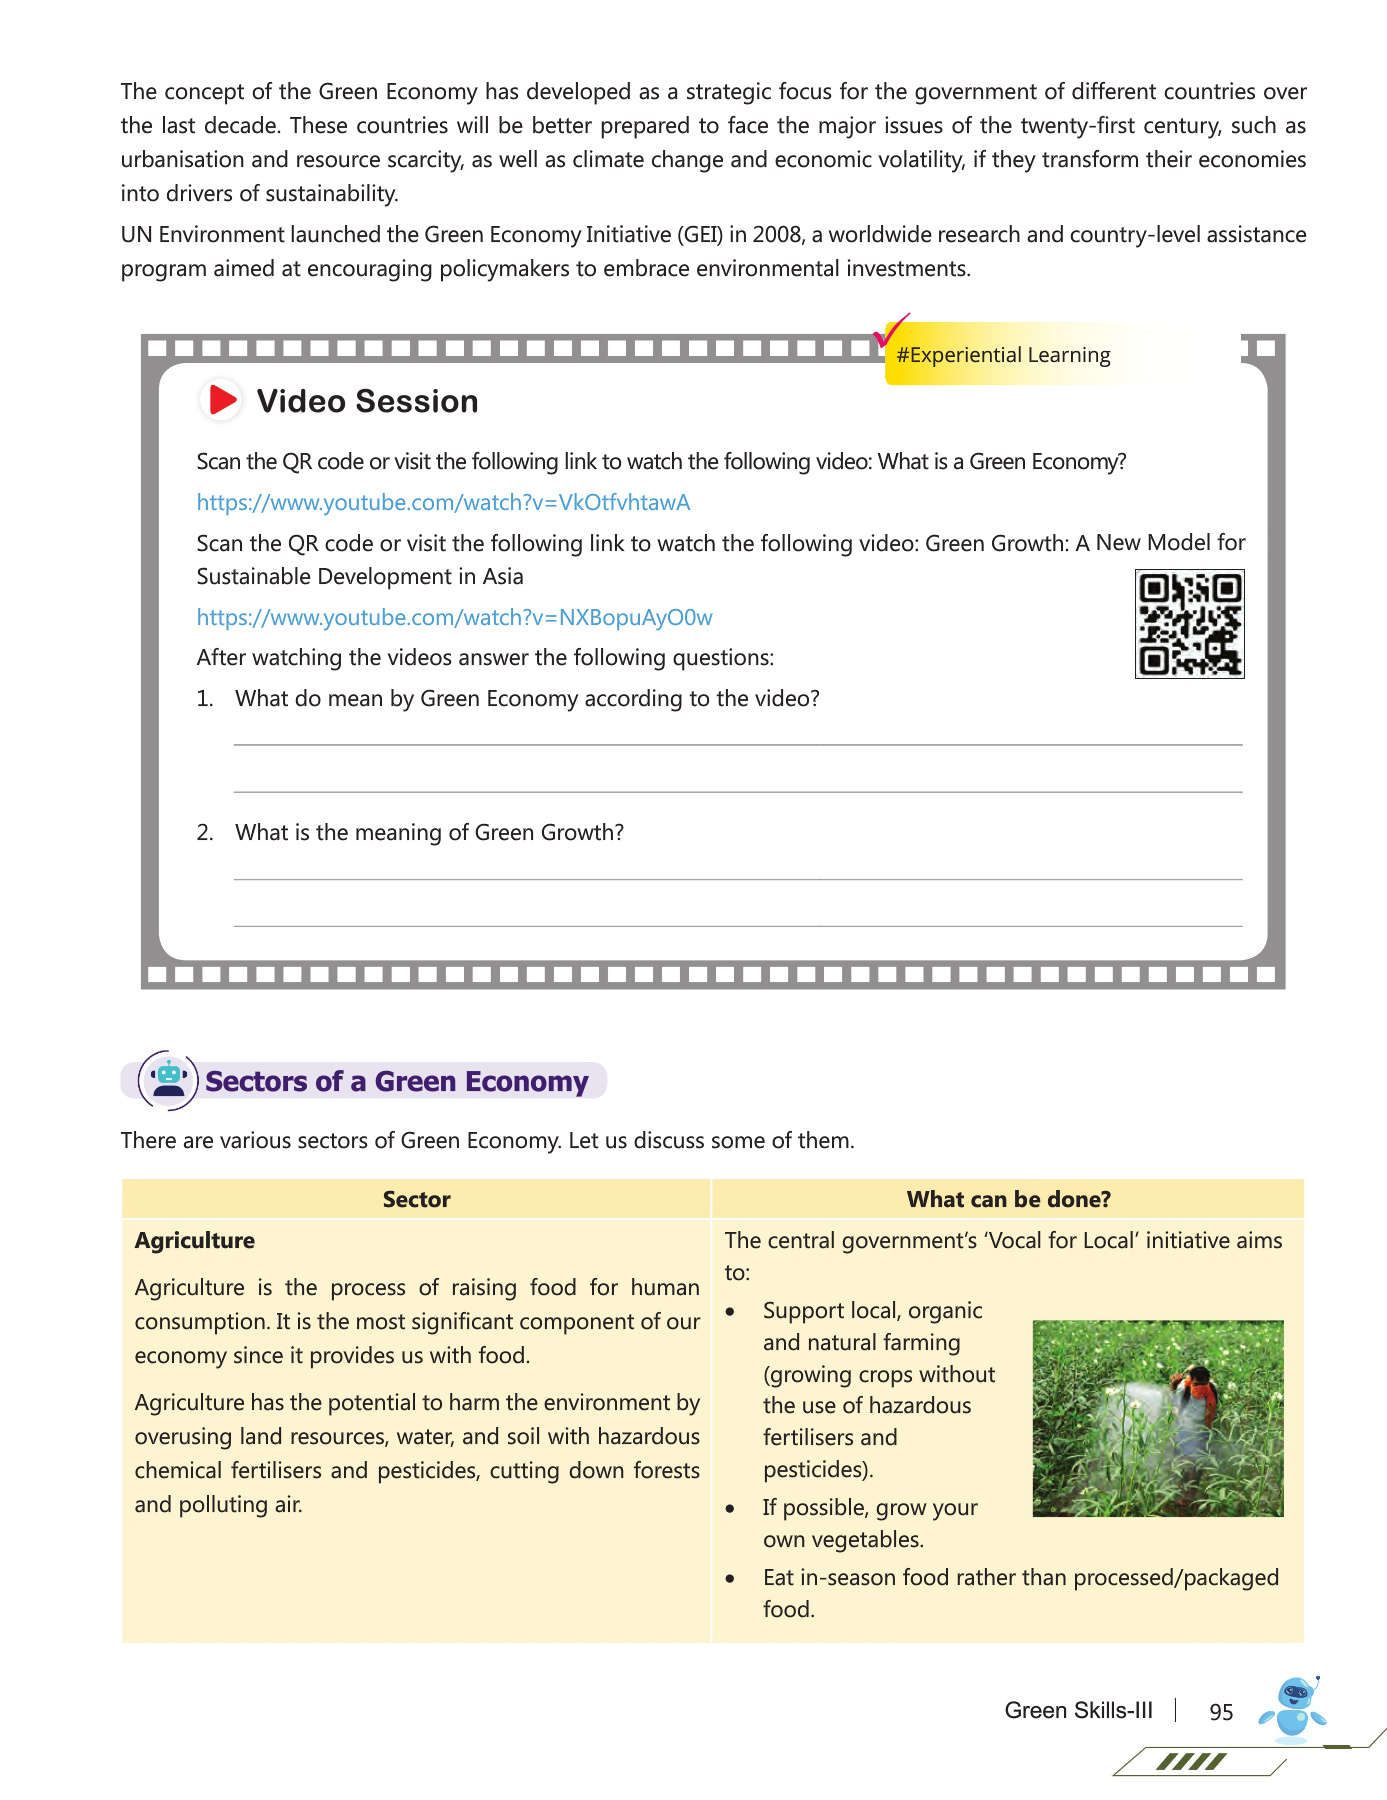 The concept of the Green Economy has developed as a strategic focus for the government of different countries over
the last decade. These countries will be better prepared to face the major issues of the twenty-first century, such as
urbanisation and resource scarcity, as well as climate change and economic volatility, if they transform their economies
into drivers of sustainability.
UN Environment launched the Green Economy Initiative (GEI) in 2008, a worldwide research and country-level assistance
program aimed at encouraging policymakers to embrace environmental investments.
#Experiential Learning
Video Session
Scan the QR code or visit the following link to watch the following video: What is a Green Economy?
https://www.youtube.com/watch?v=VkOtfvhtawA
Scan the QR code or visit the following link to watch the following video: Green Growth: A New Model for
Sustainable Development in Asia
https://www.youtube.com/watch?v=NXBopuAyO0w
After watching the videos answer the following questions:
1. What do mean by Green Economy according to the video?
2. What is the meaning of Green Growth?
Sectors of a Green Economy
There are various sectors of Green Economy. Let us discuss some of them.
Sector
What can be done?
Agriculture
Agriculture is the process of raising food for human
consumption. It is the most significant component of our
economy since it provides us with food.
Agriculture has the potential to harm the environment by
overusing land resources, water, and soil with hazardous
chemical fertilisers and pesticides, cutting down forests
and polluting air.
The central government's 'Vocal for Local' initiative aims
to:
• Support local, organic
and natural farming
(growing crops without
the use of hazardous
fertilisers and
pesticides).
• If possible, grow your
own vegetables.
• Eat in-season food rather than processed/packaged
food.
Green Skills-III
95